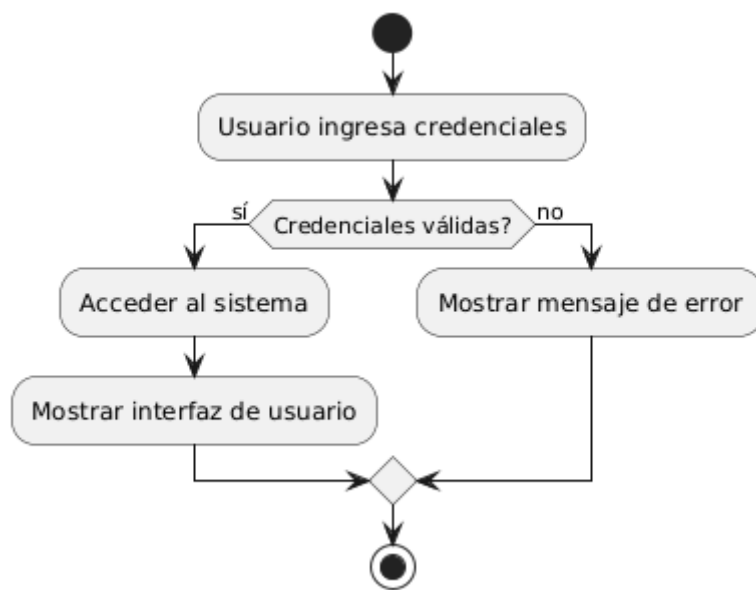 Usuario ingresa credenciales
sí
Credenciales válidas?
no
Acceder al sistema
Mostrar mensaje de error
Mostrar interfaz de usuario